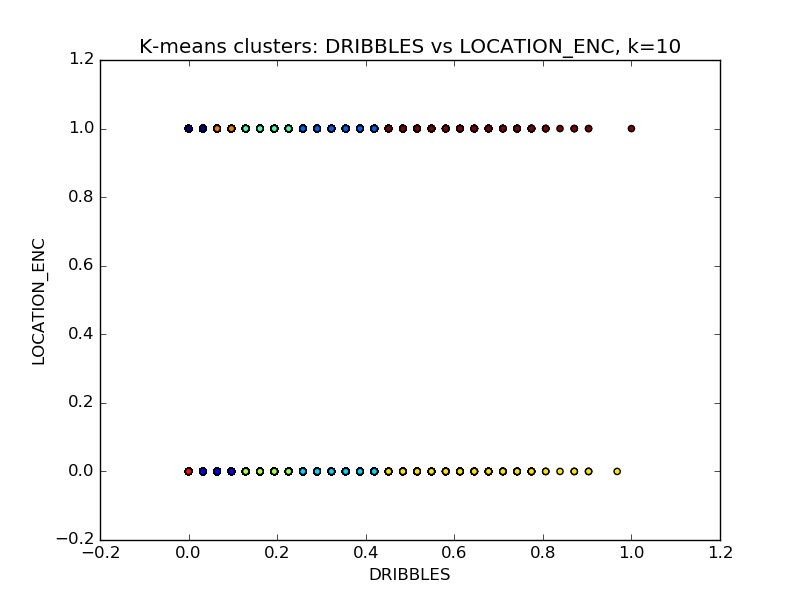 K-means clusters: DRIBBLES vs LOCATION_ENC, k=10
1.2
1.0
0.8
0.6
0.4
0.2
0.0
−0.2
LOCATION_ENC
−0.2 0.0 0.2 0.4 0.6 0.8 1.0 1.2
DRIBBLES